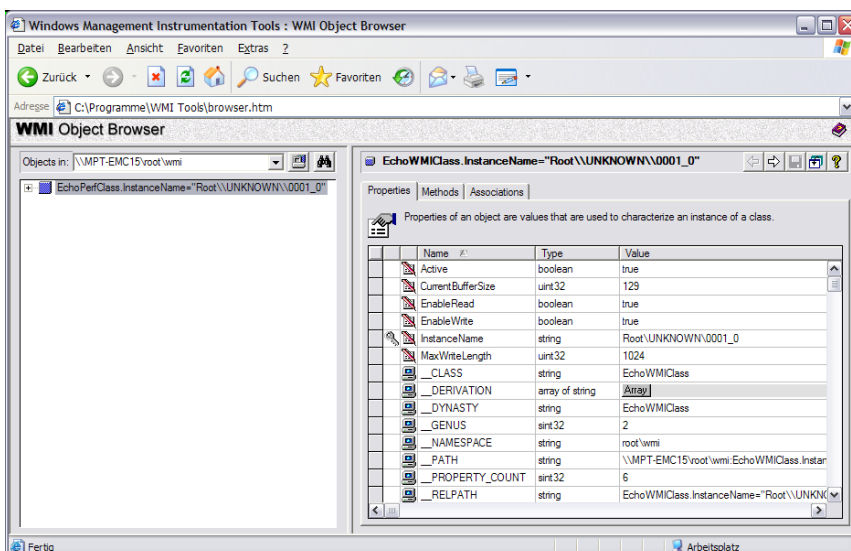 Windows Management Instrumentation Tools : WMI Object Browser
Datei Bearbeiten Ansicht Favoriten Extras ?
Zurück Suchen Favoriten
Adresse C:\Programme\WMI Tools\browser.htm
WMI Object Browser
Objects in: \\MPT-EMC15\root\wmi
EchoPerfClass.InstanceName="Root\\UNKNOWN\\0001_0"
EchoWMIClass.InstanceName="Root\\UNKNOWN\\0001_0"
Properties Methods Associations
Properties of an object are values that are used to characterize an instance of a class.
Name Type Value
Active boolean true
CurrentBufferSize uint32 129
EnableRead boolean true
EnableWrite boolean true
InstanceName string Root\UNKNOWN\0001_0
MaxWriteLength uint32 1024
__CLASS string EchoWMIClass
__DERIVATION array of string Array
__DYNASTY string EchoWMIClass
__GENUS sint32 2
__NAMESPACE string root\wmi
__PATH string \\MPT-EMC15\root\wmi:EchoWMIClass.Instan
__PROPERTY_COUNT sint32 6
__RELPATH string EchoWMIClass.InstanceName="Root\\UNKNO
Fertig Arbeitsplatz